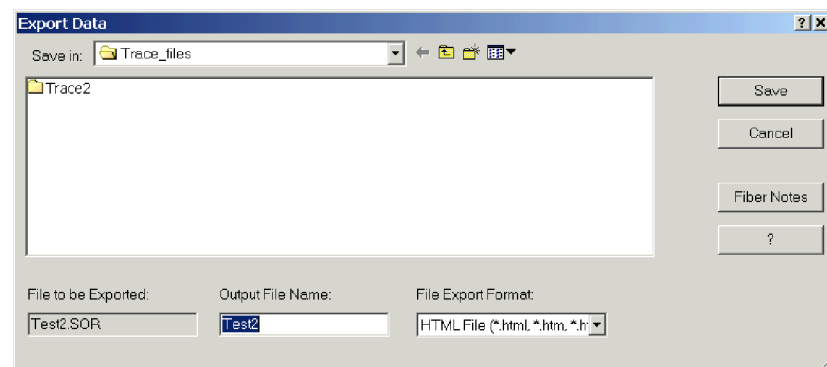 Export Data
Save in: Trace_files
Trace2
Save
Cancel
Fiber Notes
?
File to be Exported: Output File Name: File Export Format:
Test2.SOR Test2 HTML File (*.html, *.htm, *.h